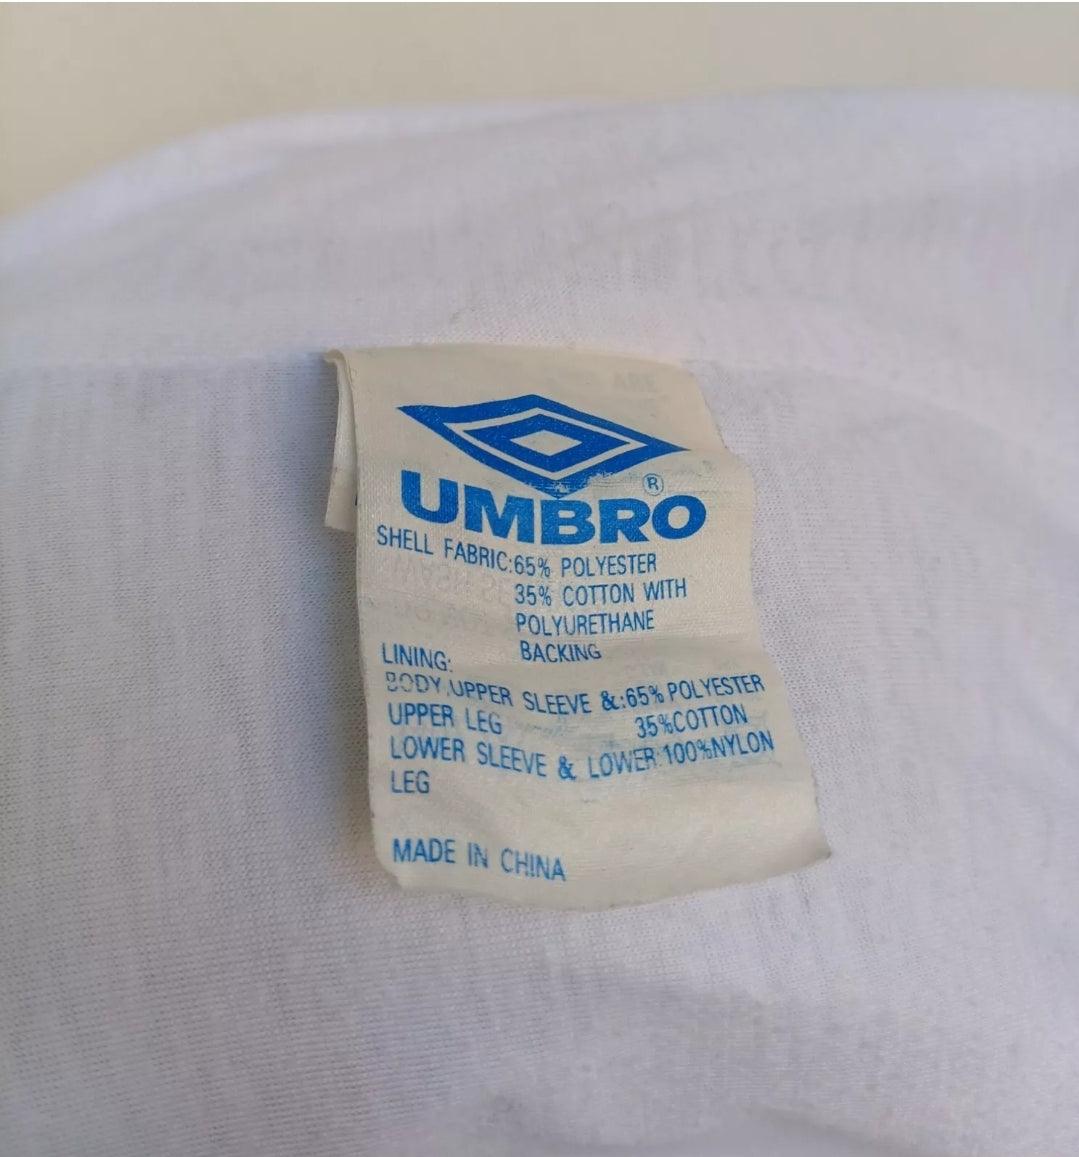 UMBRO®
SHELL FABRIC:65% POLYESTER
35% COTTON WITH
POLYURETHANE
BACKING
LINING:
BODY,UPPER SLEEVE &:65%POLYESTER
UPPER LEG 35%COTTON
LOWER SLEEVE & LOWER:100%NYLON
LEG
MADE IN CHINA